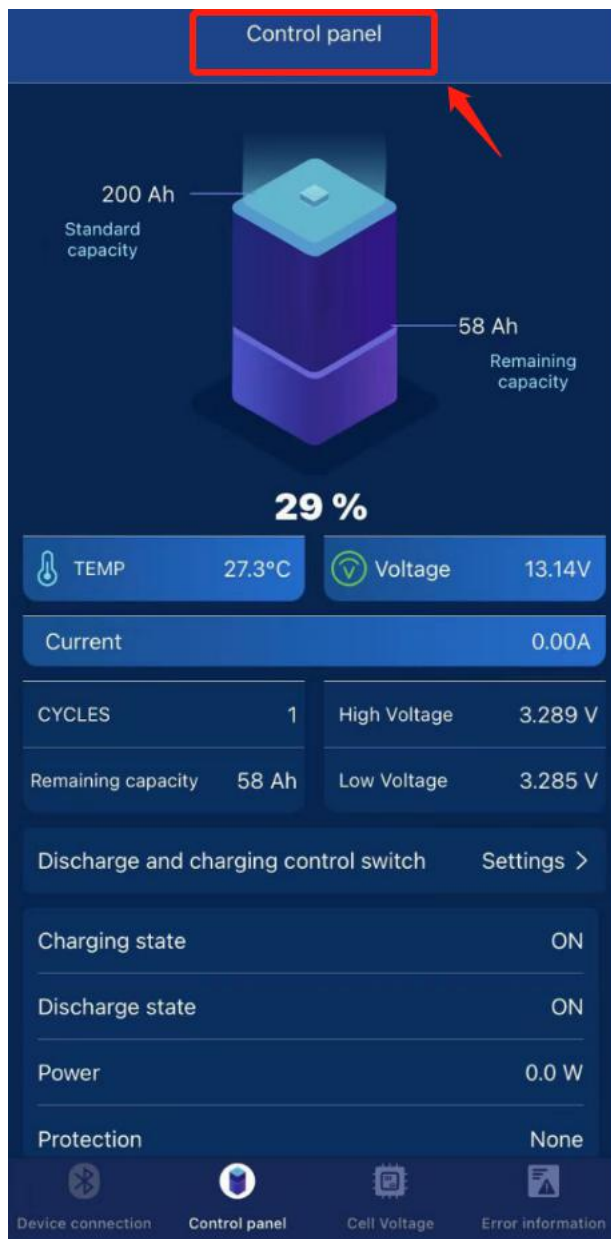 Control panel
200 Ah
Standard
capacity
58 Ah
Remaining
capacity
29 %
TEMP 27.3°C Voltage 13.14V
Current 0.00A
CYCLES 1 High Voltage 3.289 V
Remaining capacity 58 Ah Low Voltage 3.285 V
Discharge and charging control switch Settings >
Charging state ON
Discharge state ON
Power 0.0 W
Protection None
Device connection Control panel Cell Voltage Error information